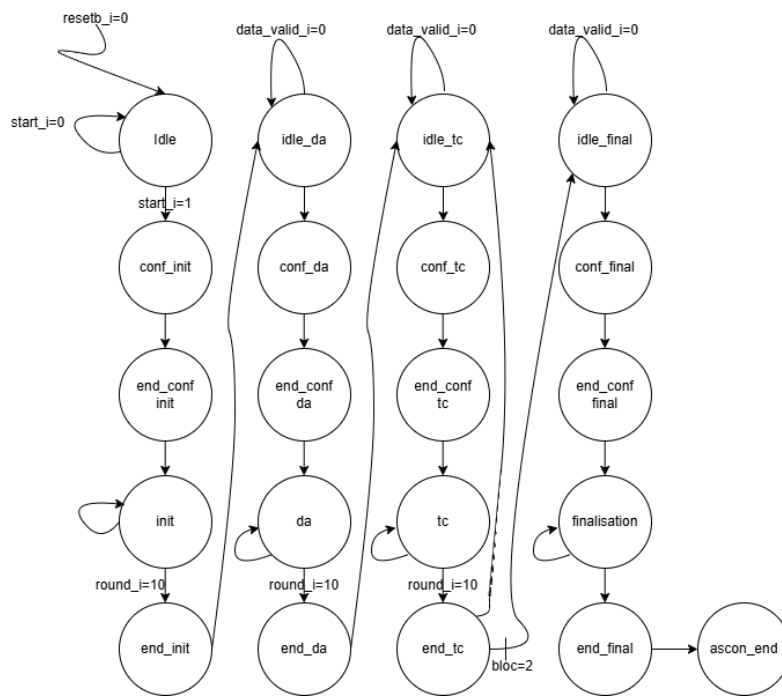 resetb_i=0
data_valid_i=0
data_valid_i=0
data_valid_i=0
start_i=0
Idle
idle_da
idle_tc
idle_final
start_i=1
conf_init
conf_da
conf_tc
conf_final
end_conf
init
end_conf
da
end_conf
tc
end_conf
final
init
da
tc
finalisation
round_i=10
round_i=10
round_i=10
end_init
end_da
end_tc
bloc=2
end_final
ascon_end